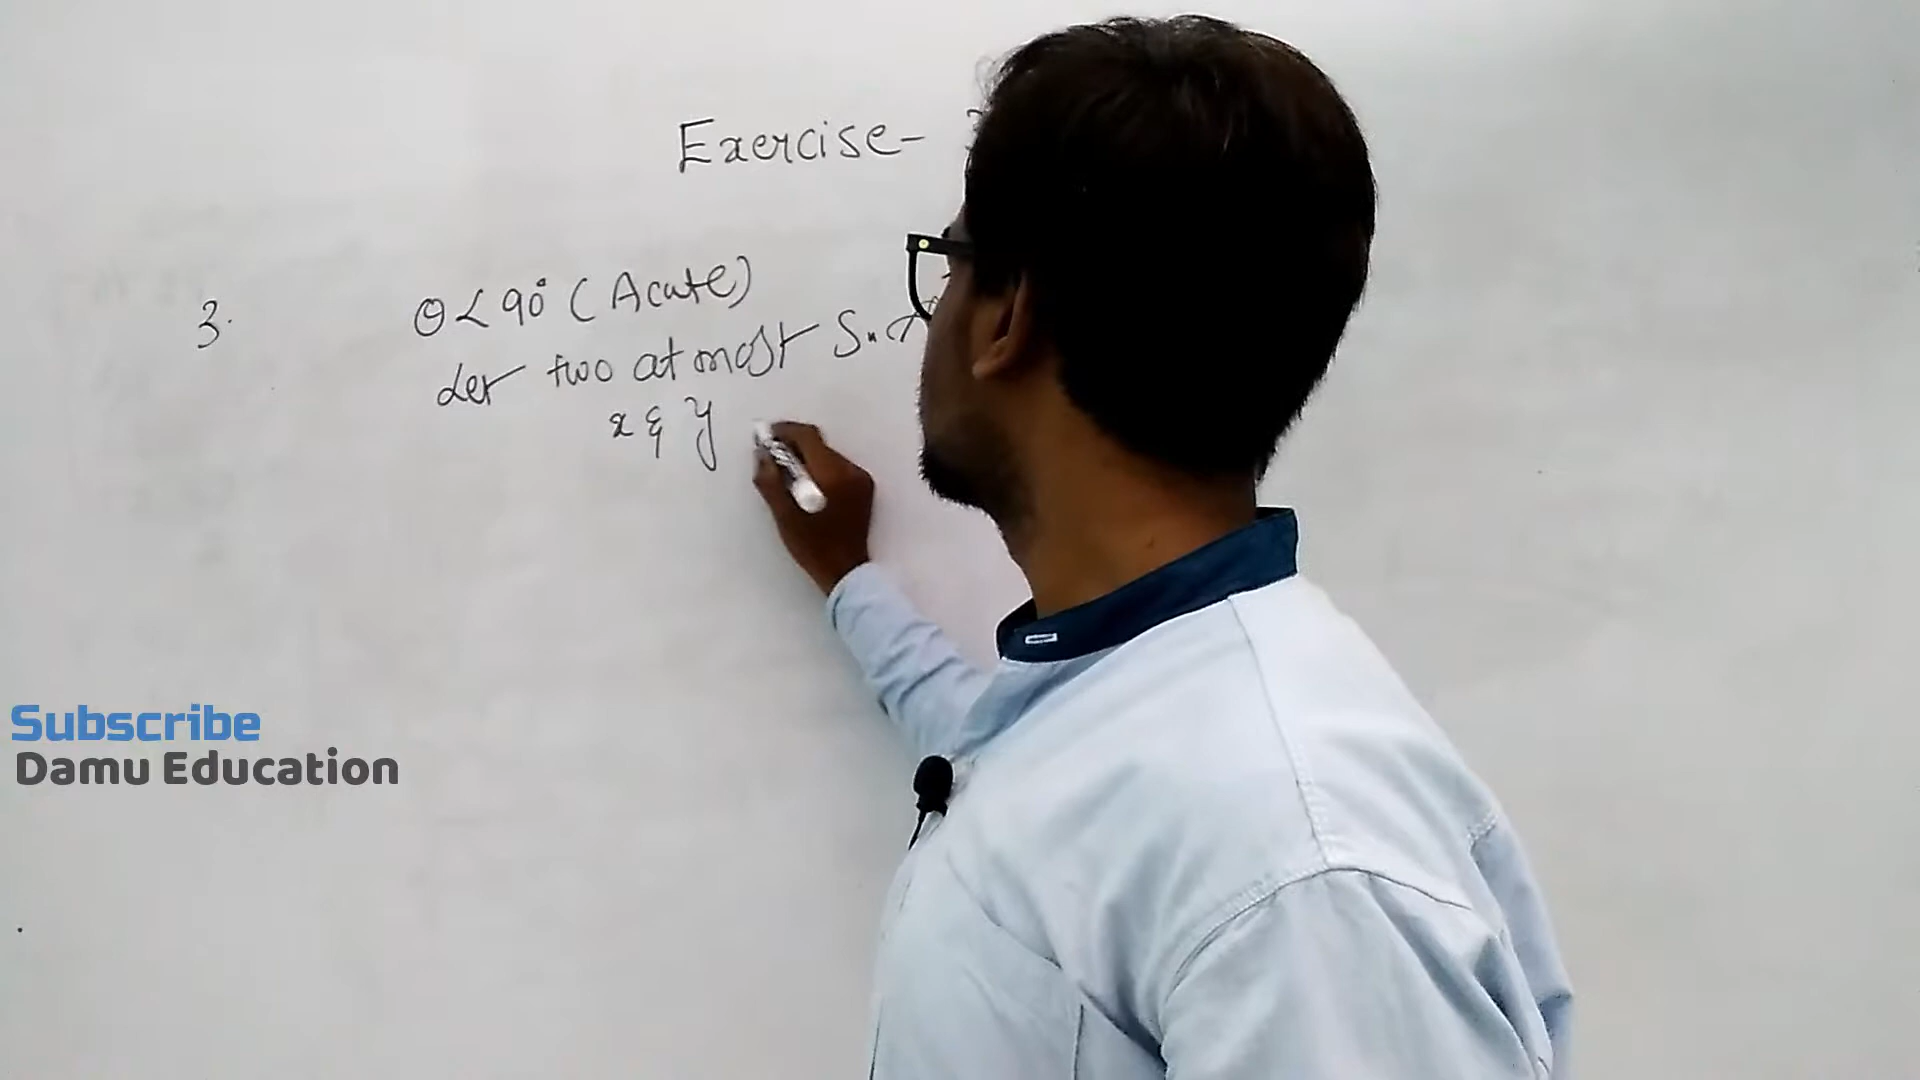 Exercise-
3.
θ < 90° (Acute)
Let two at most
x & y
Subscribe
Damu Education